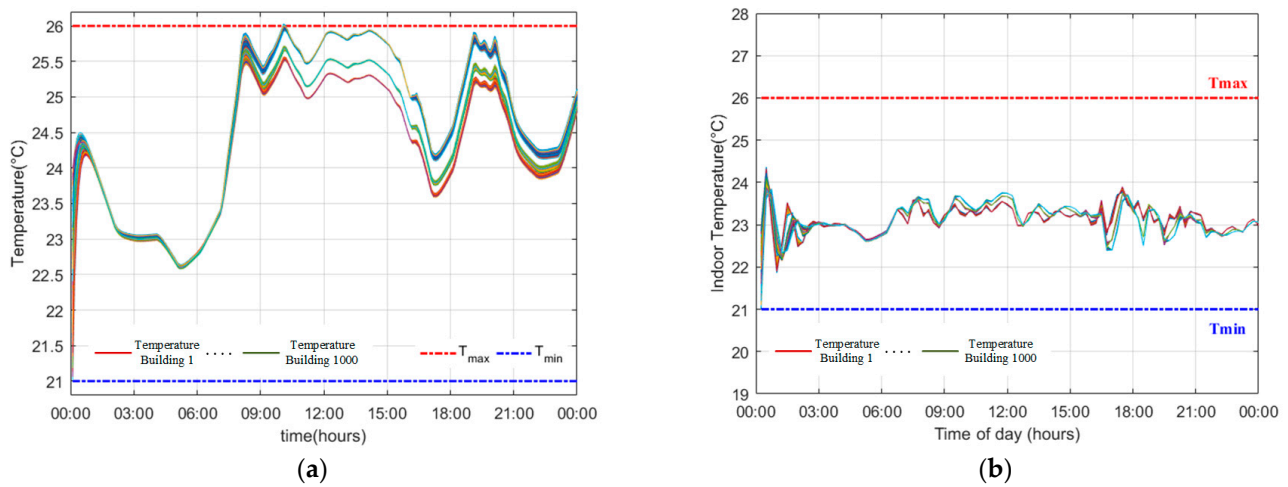 26
25.5
25
24.5
24
23.5
23
22.5
22
21.5
21
Temperature(°C)
Temperature
Building 1
....
Temperature
Building 1000
Tmax
Tmin
00:00 03:00 06:00 09:00 12:00 15:00 18:00 21:00 00:00
time(hours)
(a)
28
27
26
25
24
23
22
21
20
19
Indoor Temperature(°C)
Tmax
Tmin
Temperature
Building 1
....
Temperature
Building 1000
00:00 03:00 06:00 09:00 12:00 15:00 18:00 21:00 00:00
Time of day (hours)
(b)